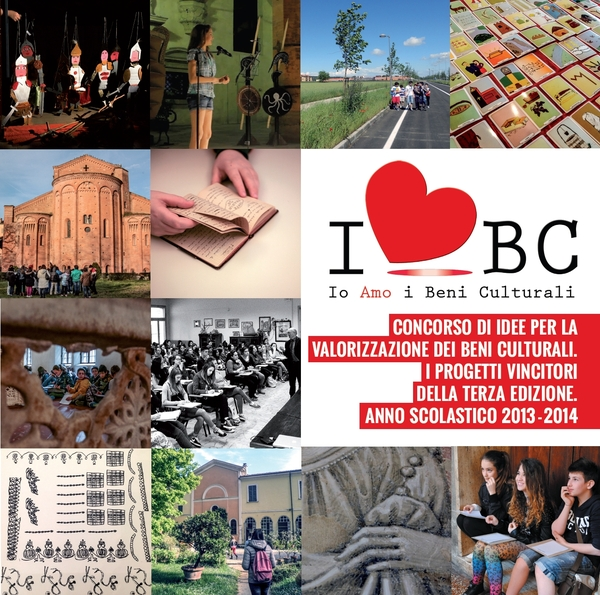 I BC
Io Amo i Beni Culturali
CONCORSO DI IDEE PER LA
VALORIZZAZIONE DEI BENI CULTURALI.
I PROGETTI VINCITORI
DELLA TERZA EDIZIONE.
ANNO SCOLASTICO 2013-2014